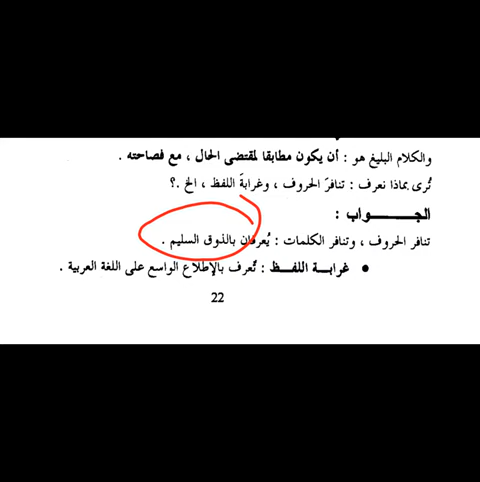 والكلام البليغ هو : أن يكون مطابقا لمقتضى الحال ، مع فصاحته .
تُرى بماذا نعرف : تنافرَ الحروف ، وغرابةَ اللفظ ، الخ .؟
الجـــــــواب :
تنافر الحروف ، وتنافر الكلمات : يُعرفان بالذوق السليم .
• غرابـــة اللفـــظ : تُعرف بالإطلاع الواسع على اللغة العربية .
22